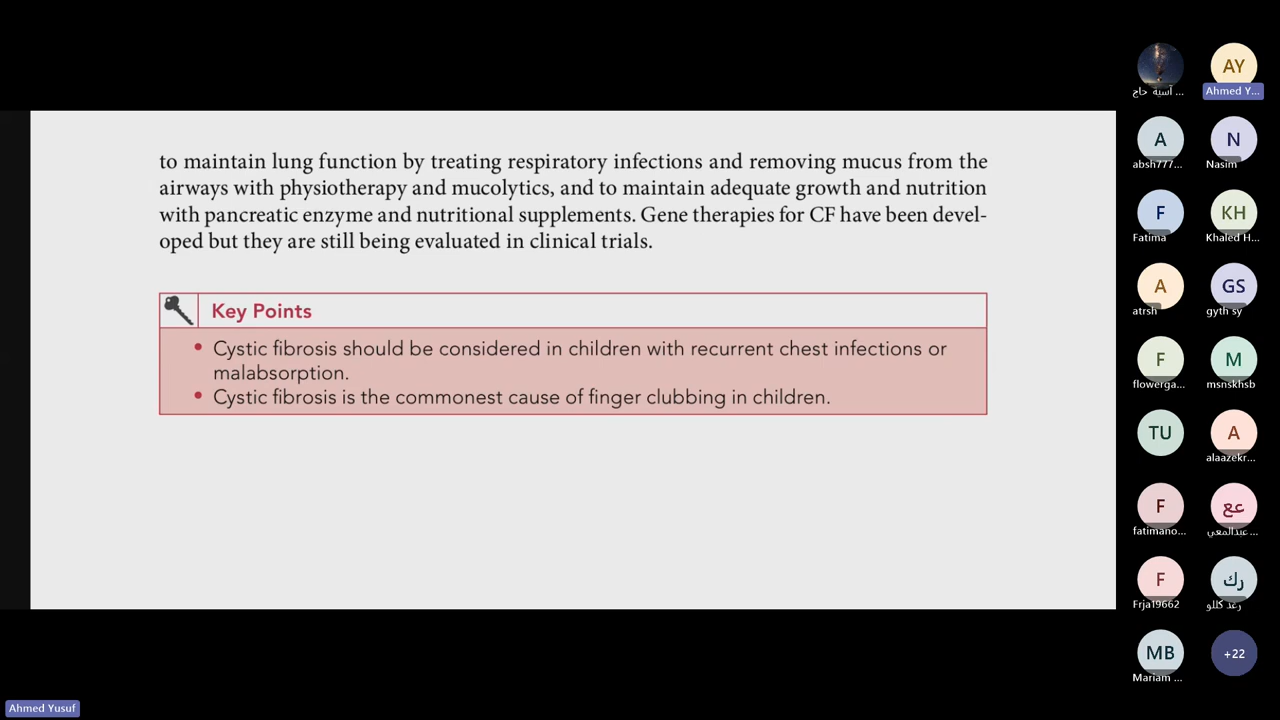 to maintain lung function by treating respiratory infections and removing mucus from the
airways with physiotherapy and mucolytics, and to maintain adequate growth and nutrition
with pancreatic enzyme and nutritional supplements. Gene therapies for CF have been devel-
oped but they are still being evaluated in clinical trials.
Key Points
• Cystic fibrosis should be considered in children with recurrent chest infections or
malabsorption.
• Cystic fibrosis is the commonest cause of finger clubbing in children.
آسية حاج ...
AY
Ahmed Y...
A
absh777...
N
Nasim
F
Fatima
KH
Khaled H...
A
atrsh
GS
gyth sy
F
flowerga...
M
msnskhsb
TU
A
alaazekr...
F
fatimano...
عع
عبدالمعي...
F
Frja19662
رك
رغد كللو
MB
Mariam ...
+22
Ahmed Yusuf